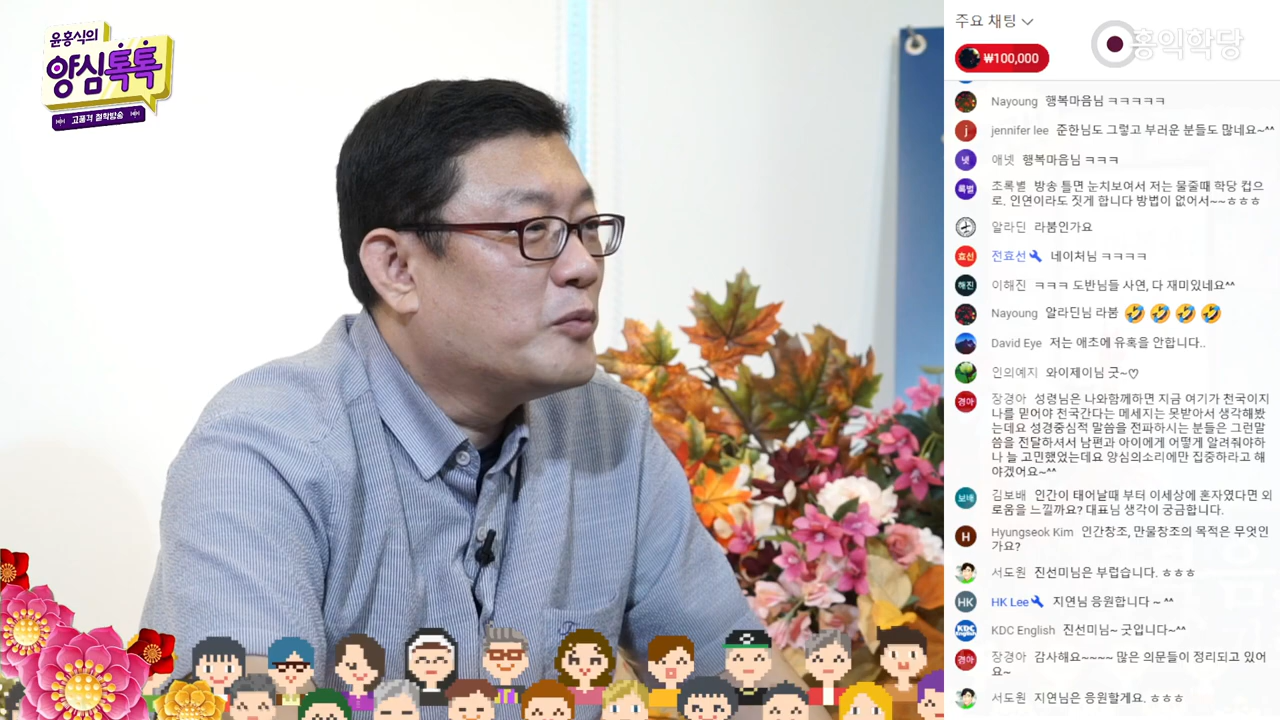 윤홍식의
양심톡톡
고품격 철학방송
주요 채팅
홍익학당
₩100,000
Nayoung 행복마음님 ㅋㅋㅋㅋㅋ
j
jennifer lee 준한님도 그렇고 부러운 분들도 많네요~^^
넷
애넷 행복마음님 ㅋㅋㅋ
록별
초록별 방송 틀면 눈치보여서 저는 물줄때 학당 컵으
로. 인연이라도 짓게 합니다 방법이 없어서~~ㅎㅎㅎ
알라딘 라붐인가요
효선
전효선 네이처님 ㅋㅋㅋㅋ
해진
이해진 ㅋㅋㅋ 도반님들 사연, 다 재미있네요^^
Nayoung 알라딘님 라붐 🤣 🤣 🤣 🤣
David Eye 저는 애초에 유혹을 안합니다..
인의예지 와이제이님 굿~♡
경아
장경아 성령님은 나와함께하면 지금 여기가 천국이지
나를 믿어야 천국간다는 메세지는 못받아서 생각해봤
는데요 성경중심적 말씀을 전파하시는 분들은 그런말
씀을 전달하셔서 남편과 아이에게 어떻게 알려줘야하
나 늘 고민했었는데요 양심의소리에만 집중하라고 해
야겠어요~^^
보배
김보배 인간이 태어날때 부터 이세상에 혼자였다면 외
로움을 느낄까요? 대표님 생각이 궁금합니다.
H
Hyungseok Kim 인간창조, 만물창조의 목적은 무엇인
가요?
서도원 진선미님은 부럽습니다. ㅎㅎㅎ
HK
HK Lee 지연님 응원합니다 ~ ^^
KDC
English
KDC English 진선미님~ 굿입니다~^^
경아
장경아 감사해요~~~~ 많은 의문들이 정리되고 있어
요~
서도원 지연님은 응원할게요. ㅎㅎㅎ